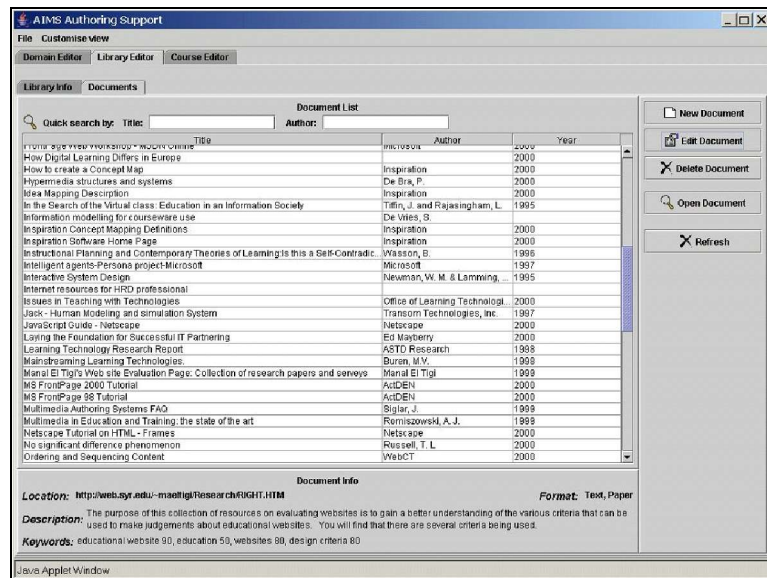 AIMS Authoring Support
File Customise view
Domain Editor Library Editor Course Editor
Library Info Documents
Document List
Quick search by: Title: Author:
Title Author Year
Front Page Web Workshop - MSDN Online Microsoft 2000
How Digital Learning Differs in Europe 2000
How to create a Concept Map Inspiration 2000
Hypermedia structures and systems De Bra, P. 2000
Idea Mapping Descirption Inspiration 2000
In the Search of the Virtual class: Education in an Information Society Tiffin, J. and Rajasingham, L. 1995
Information modelling for courseware use De Vries, S.
Inspiration Concept Mapping Definitions Inspiration 2000
Inspiration Software Home Page Inspiration 2000
Instructional Planning and Contemporary Theories of Learning:Is this a Self-Contradic... Wasson, B. 1996
Intelligent agents-Persona project-Microsoft Microsoft 1997
Interactive System Design Newman, W. M. & Lamming, ... 1995
Internet resources for HRD professional
Issues in Teaching with Technologies Office of Learning Technologi... 2000
Jack - Human Modeling and simulation System Transom Technologies, Inc. 1997
JavaScript Guide - Netscape Netscape 2000
Laying the Foundation for Successful IT Partnering Ed Mayberry 2000
Learning Technology Research Report ASTD Research 1998
Mainstreaming Learning Technologies. Buren, M.V. 1999
Manal El Tigi's Web site Evaluation Page: Collection of research papers and serveys Manal El Tigi 1999
MS FrontPage 2000 Tutorial ActDEN 2000
MS FrontPage 98 Tutorial ActDEN 2000
Multimedia Authoring Systems FAQ Siglar, J. 1999
Multimedia in Education and Training: the state of the art Romiszowski, A. J. 1999
Netscape Tutorial on HTML - Frames Netscape 2000
No significant difference phenomenon Russell, T. L 2000
Ordering and Sequencing Content WebCT 2000
New Document
Edit Document
Delete Document
Open Document
Refresh
Document Info
Location: http://web.syr.edu/~maeltigi/Research/RIGHT.HTM Format: Text, Paper
Description: The purpose of this collection of resources on evaluating websites is to gain a better understanding of the various criteria that can be
used to make judgements about educational websites. You will find that there are several criteria being used.
Keywords: educational website 90, education 50, websites 80, design criteria 80
Java Applet Window